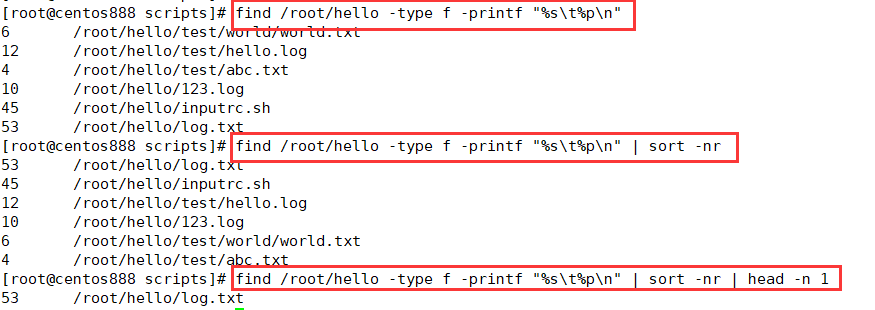 [root@centos888 scripts]# find /root/hello -type f -printf "%s\t%p\n"
6       /root/hello/test/world/world.txt
12      /root/hello/test/hello.log
4       /root/hello/test/abc.txt
10      /root/hello/123.log
45      /root/hello/inputrc.sh
53      /root/hello/log.txt
[root@centos888 scripts]# find /root/hello -type f -printf "%s\t%p\n" | sort -nr
53      /root/hello/log.txt
45      /root/hello/inputrc.sh
12      /root/hello/test/hello.log
10      /root/hello/123.log
6       /root/hello/test/world/world.txt
4       /root/hello/test/abc.txt
[root@centos888 scripts]# find /root/hello -type f -printf "%s\t%p\n" | sort -nr | head -n 1
53      /root/hello/log.txt